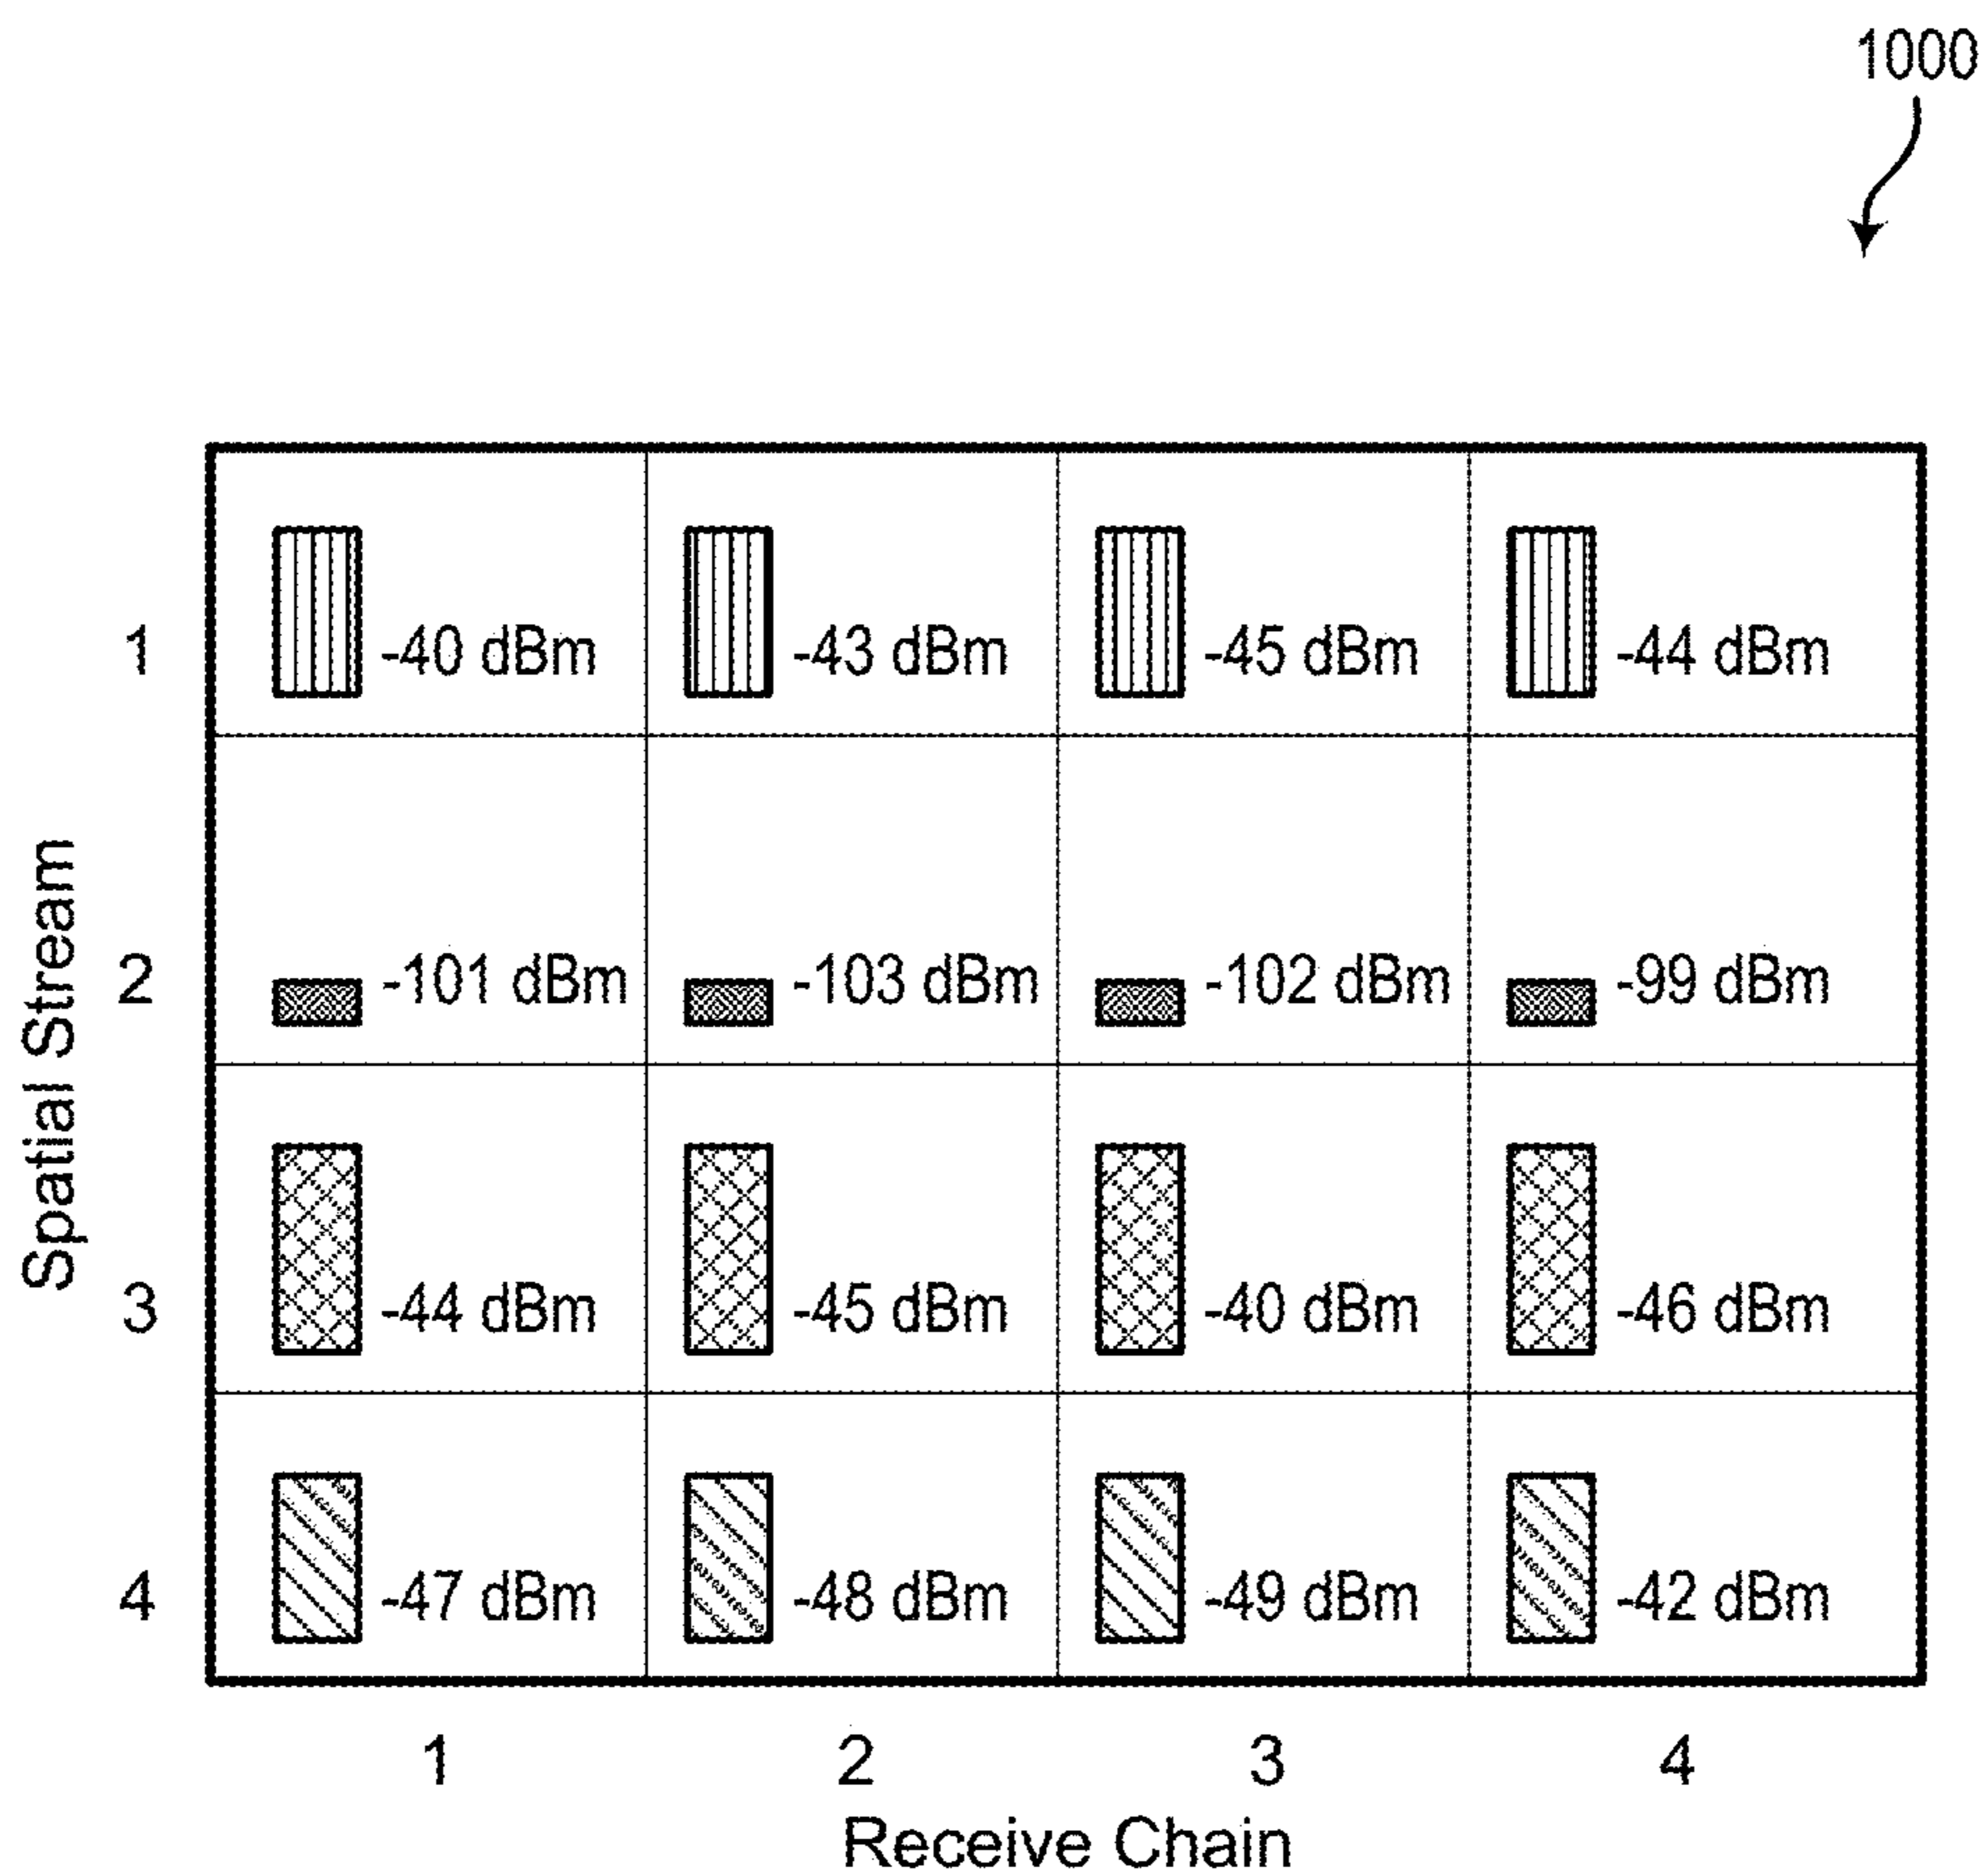 1000
1 -40 dBm -43 dBm -45 dBm -44 dBm
2 -101 dBm -103 dBm -102 dBm -99 dBm
3 -44 dBm -45 dBm -40 dBm -46 dBm
4 -47 dBm -48 dBm -49 dBm -42 dBm
Spatial Stream
1 2 3 4
Receive Chain